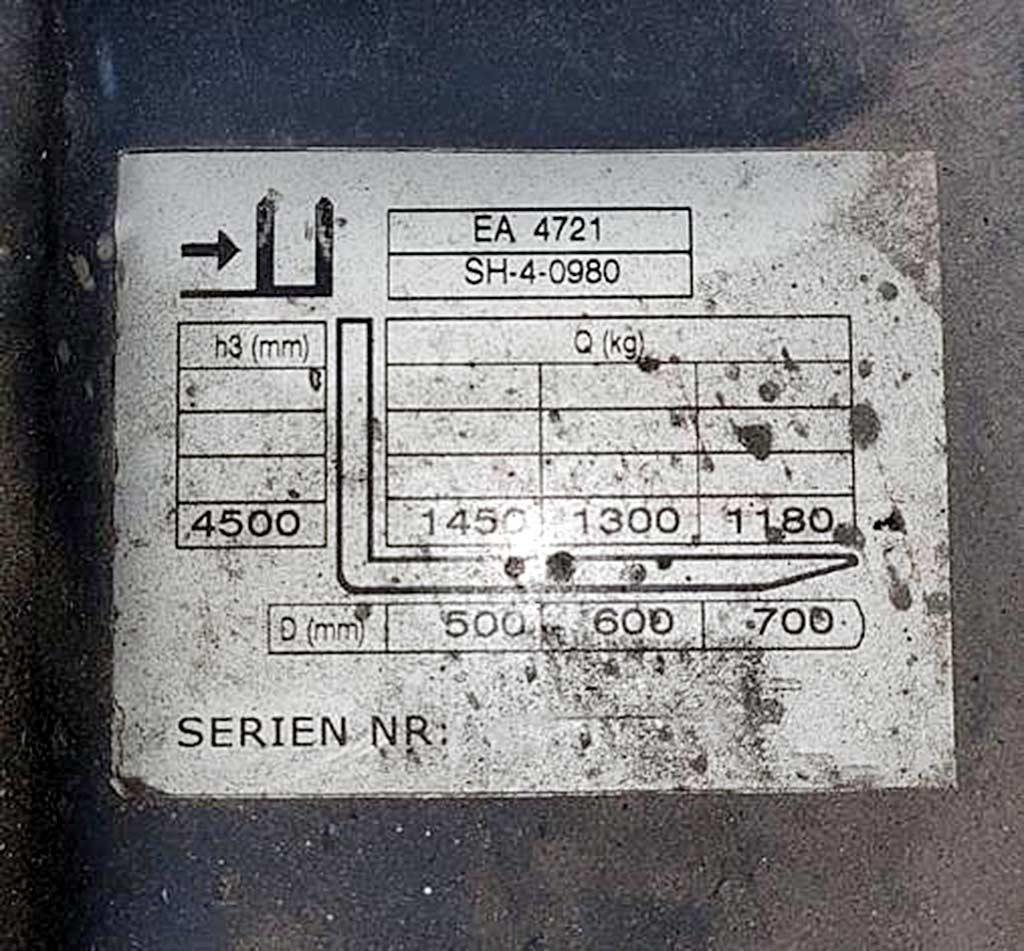 EA 4721
SH-4-0980
h3 (mm) Q (kg)
4500 1450 1300 1180
D (mm) 500 600 700
SERIEN NR: